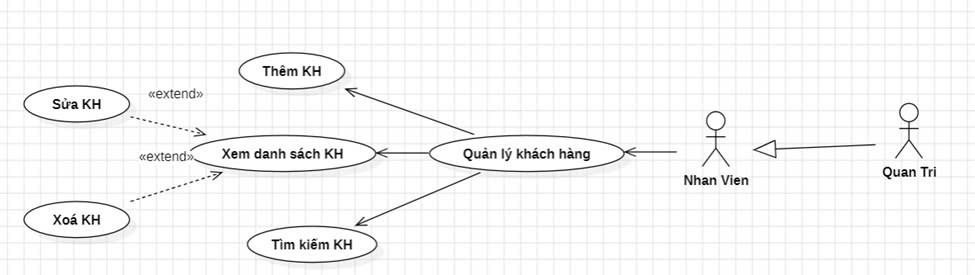 Thêm KH
«extend»
Sửa KH
Xem danh sách KH
«extend»
Quản lý khách hàng
Nhan Vien
Quan Tri
Xoá KH
Tìm kiếm KH